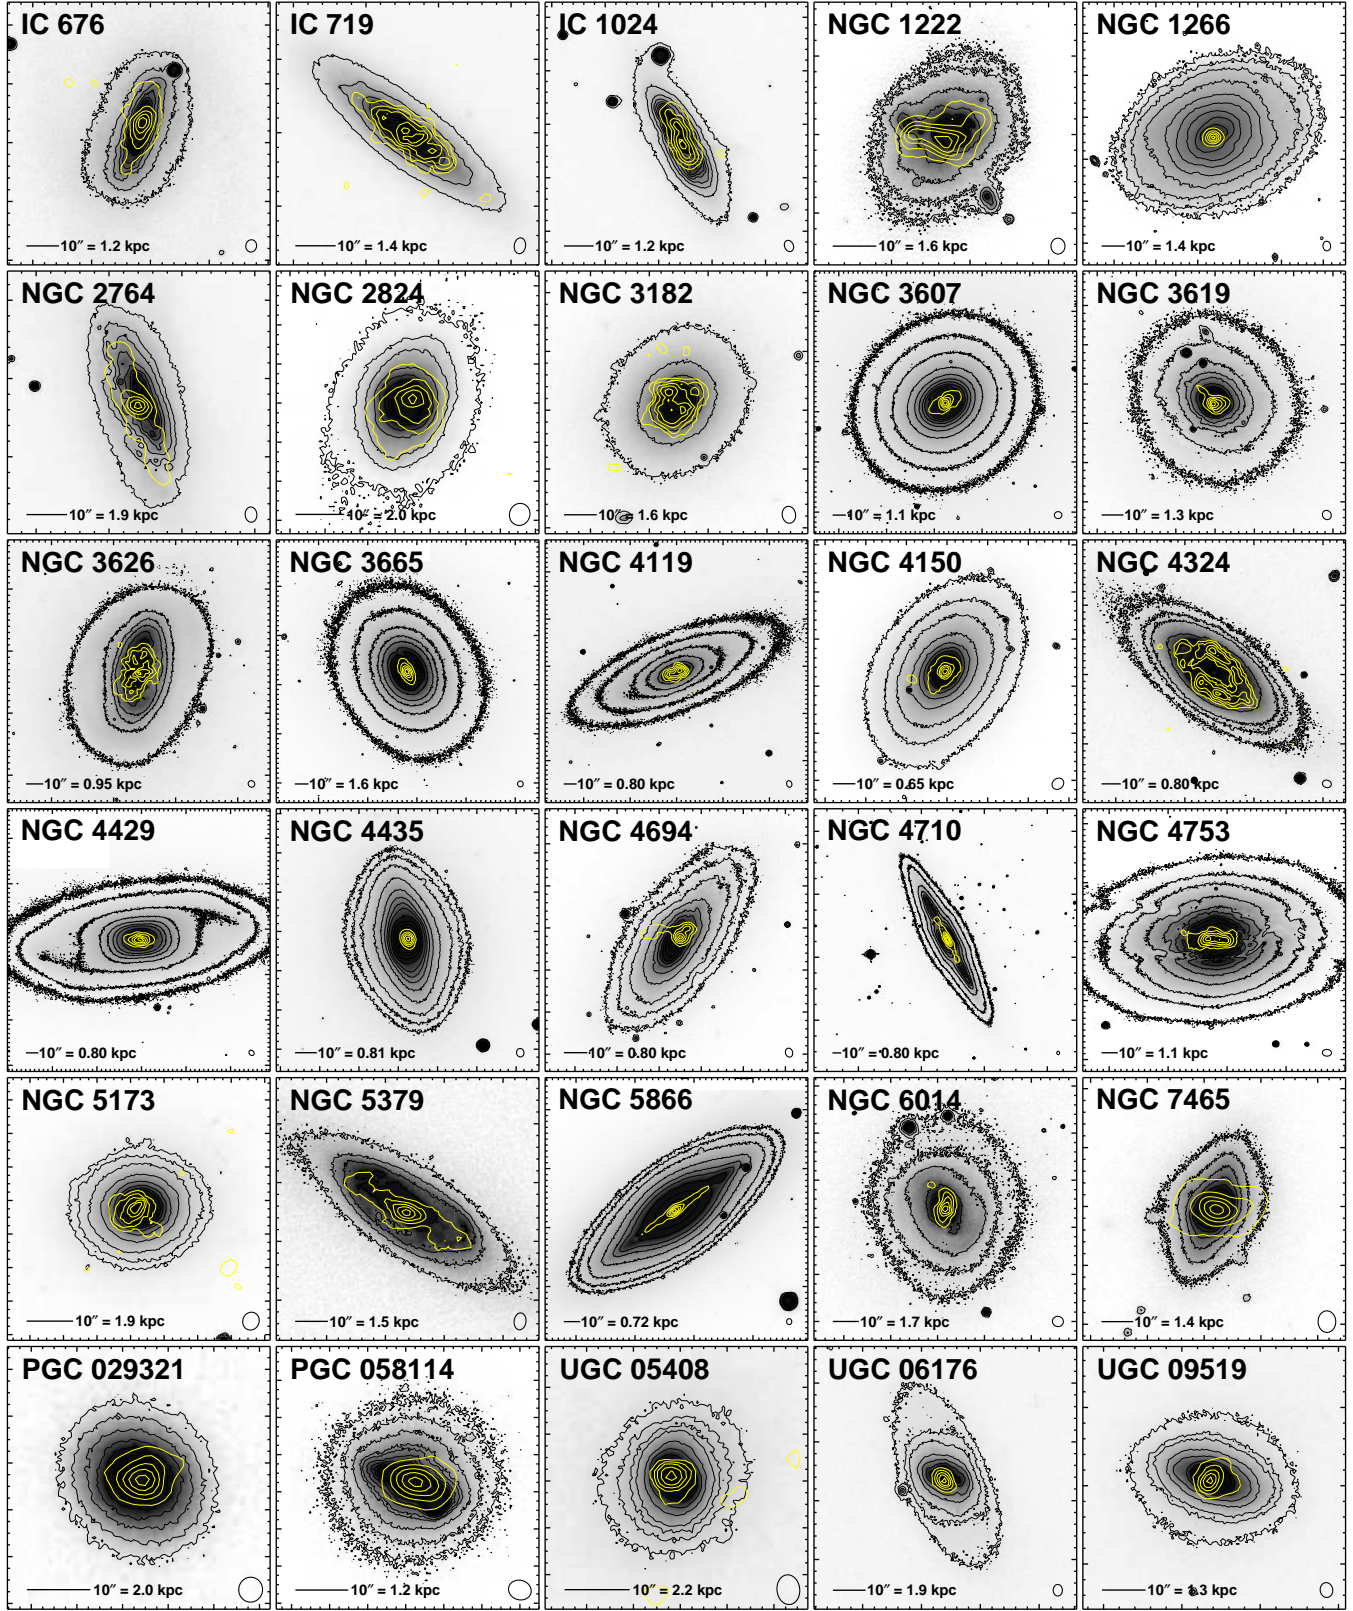 IC 676
10″ = 1.2 kpc
IC 719
10″ = 1.4 kpc
IC 1024
10″ = 1.2 kpc
NGC 1222
10″ = 1.6 kpc
NGC 1266
10″ = 1.4 kpc
NGC 2764
10″ = 1.9 kpc
NGC 2824
10″ = 2.0 kpc
NGC 3182
10″ = 1.6 kpc
NGC 3607
10″ = 1.1 kpc
NGC 3619
10″ = 1.3 kpc
NGC 3626
10″ = 0.95 kpc
NGC 3665
10″ = 1.6 kpc
NGC 4119
10″ = 0.80 kpc
NGC 4150
10″ = 0.65 kpc
NGC 4324
10″ = 0.80 kpc
NGC 4429
10″ = 0.80 kpc
NGC 4435
10″ = 0.81 kpc
NGC 4694
10″ = 0.80 kpc
NGC 4710
10″ = 0.80 kpc
NGC 4753
10″ = 1.1 kpc
NGC 5173
10″ = 1.9 kpc
NGC 5379
10″ = 1.5 kpc
NGC 5866
10″ = 0.72 kpc
NGC 6014
10″ = 1.7 kpc
NGC 7465
10″ = 1.4 kpc
PGC 029321
10″ = 2.0 kpc
PGC 058114
10″ = 1.2 kpc
UGC 05408
10″ = 2.2 kpc
UGC 06176
10″ = 1.9 kpc
UGC 09519
10″ = 1.3 kpc